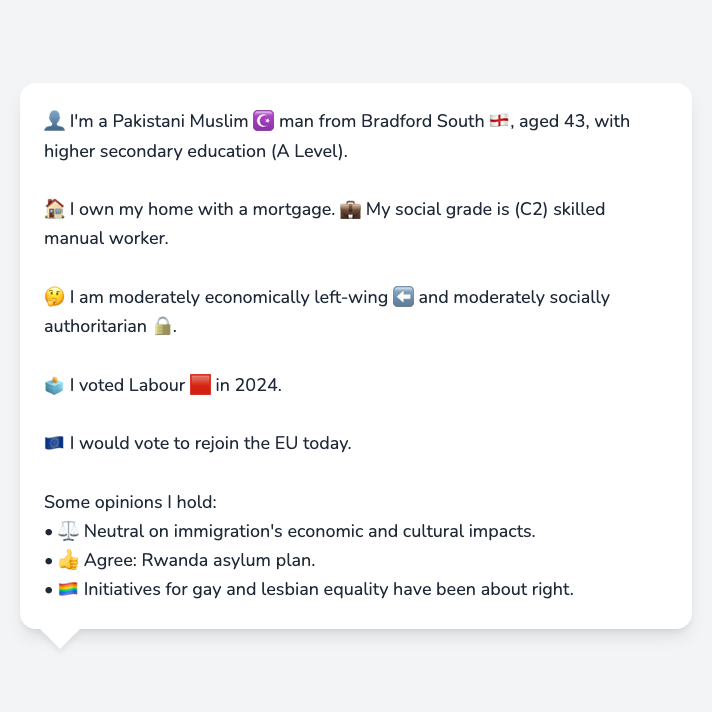 👤 I'm a Pakistani Muslim ☪️ man from Bradford South 🏴󠁧󠁢󠁥󠁮󠁧󠁿, aged 43, with
higher secondary education (A Level).
🏠 I own my home with a mortgage. 💼 My social grade is (C2) skilled
manual worker.
🤔 I am moderately economically left-wing ⬅️ and moderately socially
authoritarian 🔒.
🗳️ I voted Labour 🟥 in 2024.
🇪🇺 I would vote to rejoin the EU today.
Some opinions I hold:
• ⚖️ Neutral on immigration's economic and cultural impacts.
• 👍 Agree: Rwanda asylum plan.
• 🏳️‍🌈 Initiatives for gay and lesbian equality have been about right.